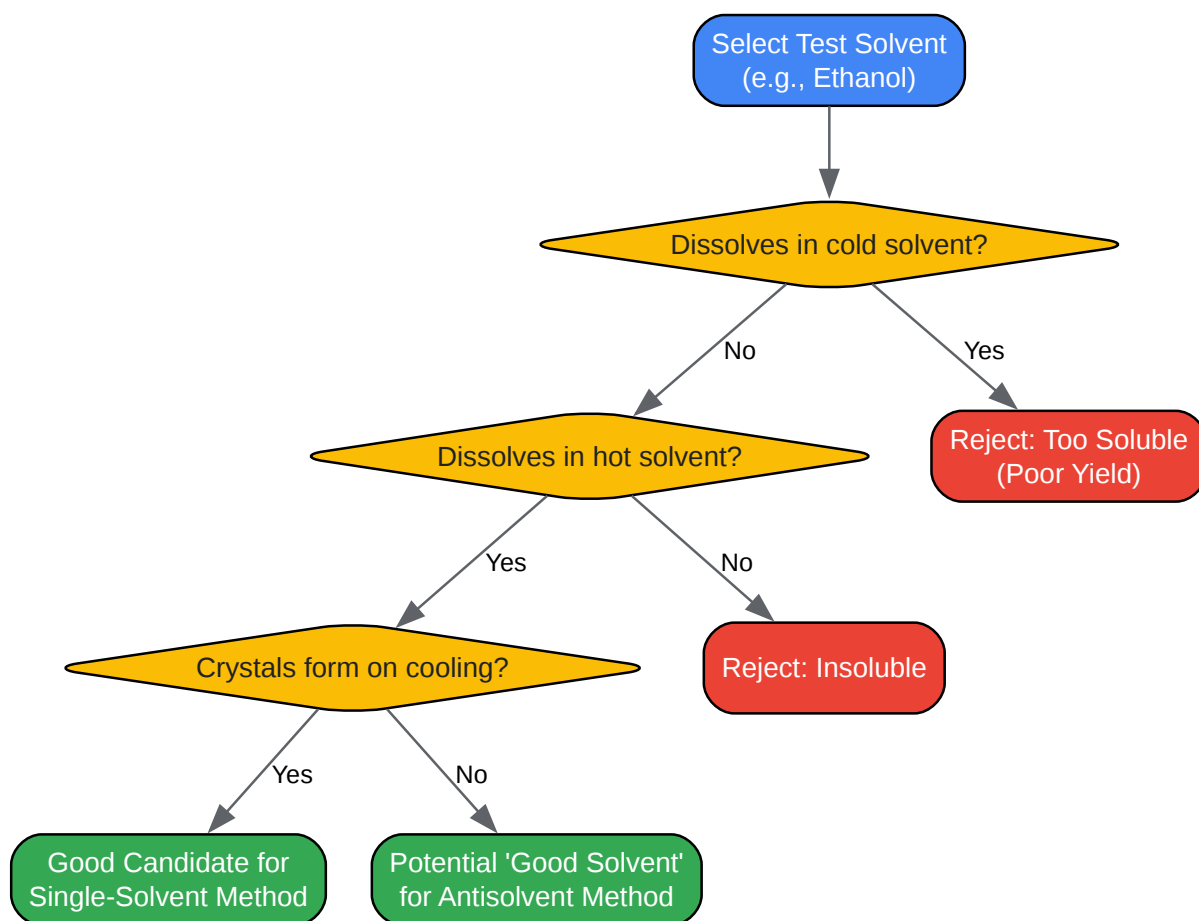 Select Test Solvent
(e.g., Ethanol)
Dissolves in cold solvent?
No
Yes
Dissolves in hot solvent?
Reject: Too Soluble
(Poor Yield)
Yes
No
Crystals form on cooling?
Reject: Insoluble
Yes
No
Good Candidate for
Single-Solvent Method
Potential 'Good Solvent'
for Antisolvent Method